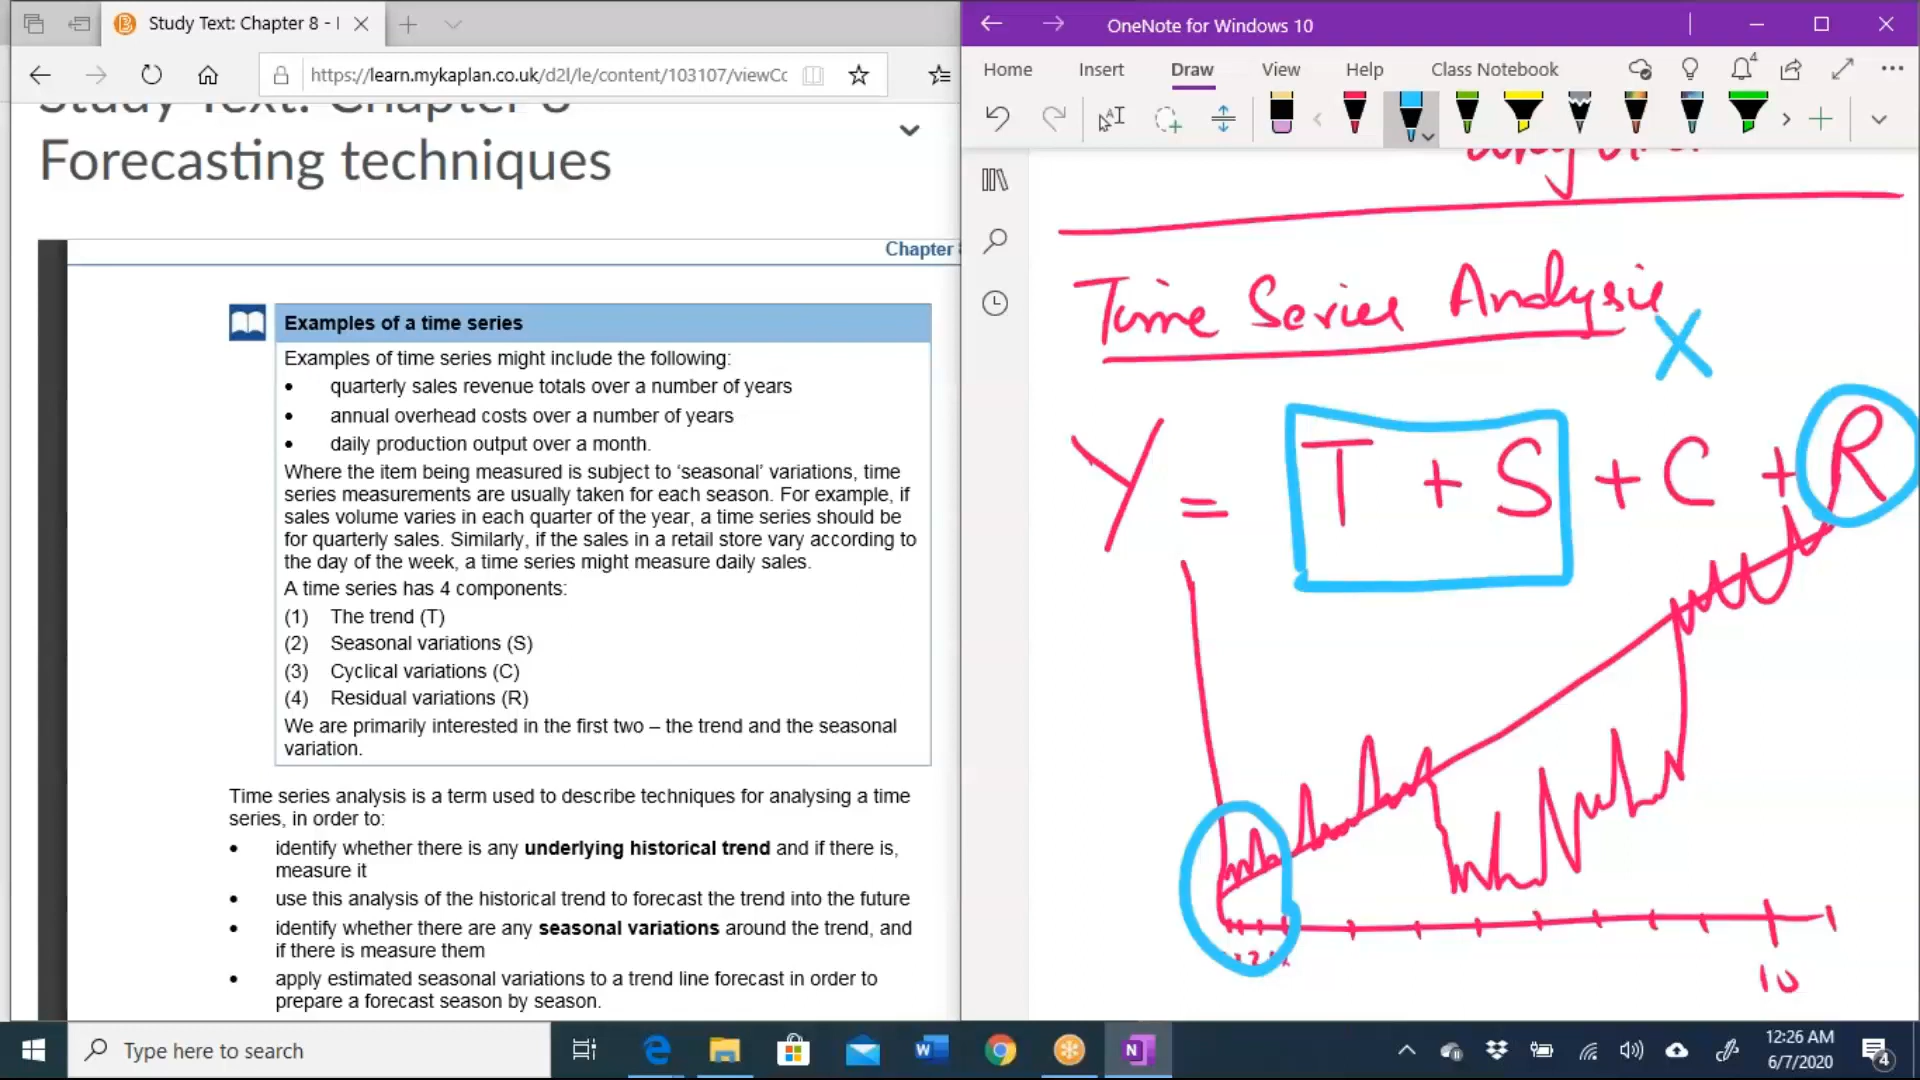 Study Text: Chapter 8 - I
https://learn.mykaplan.co.uk/d2l/le/content/103107/viewCc
Study Text: Chapter 8
Forecasting techniques
Chapter
Examples of a time series
Examples of time series might include the following:
• quarterly sales revenue totals over a number of years
• annual overhead costs over a number of years
• daily production output over a month.
Where the item being measured is subject to ‘seasonal’ variations, time
series measurements are usually taken for each season. For example, if
sales volume varies in each quarter of the year, a time series should be
for quarterly sales. Similarly, if the sales in a retail store vary according to
the day of the week, a time series might measure daily sales.
A time series has 4 components:
(1) The trend (T)
(2) Seasonal variations (S)
(3) Cyclical variations (C)
(4) Residual variations (R)
We are primarily interested in the first two – the trend and the seasonal
variation.
Time series analysis is a term used to describe techniques for analysing a time
series, in order to:
• identify whether there is any underlying historical trend and if there is,
measure it
• use this analysis of the historical trend to forecast the trend into the future
• identify whether there are any seasonal variations around the trend, and
if there is measure them
• apply estimated seasonal variations to a trend line forecast in order to
prepare a forecast season by season.
OneNote for Windows 10
Home Insert Draw View Help Class Notebook
4
Time Series Analysis
X
Y = T + S + C + R
10
Type here to search
12:26 AM
6/7/2020
4